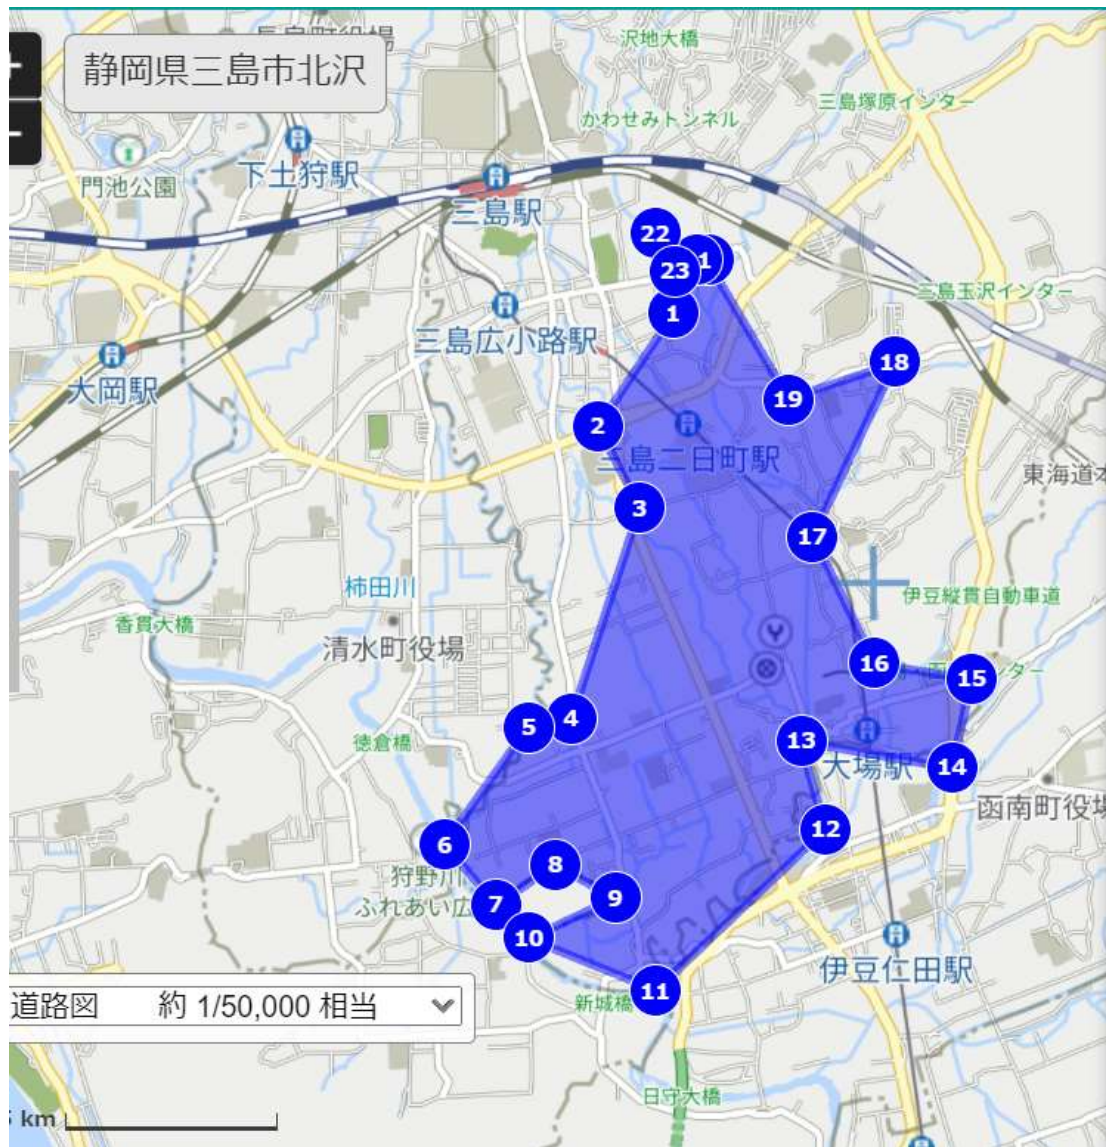 沢地大橋
静岡県三島市北沢
三島塚原インター
かわせみトンネル
下土狩駅
門池公園
三島駅
22
1
23
三島玉沢インター
1
三島広小路駅
18
大岡駅
19
2
三島二日町駅
東海道本
3
17
柿田川
伊豆縦貫自動車道
香貫大橋
清水町役場
16
15
4
5
徳倉橋
13
大場駅
14
函南町役場
12
6
8
狩野川
9
7
ふれあい広
10
伊豆仁田駅
11
新城橋
道路図 約 1/50,000 相当
日守大橋
km